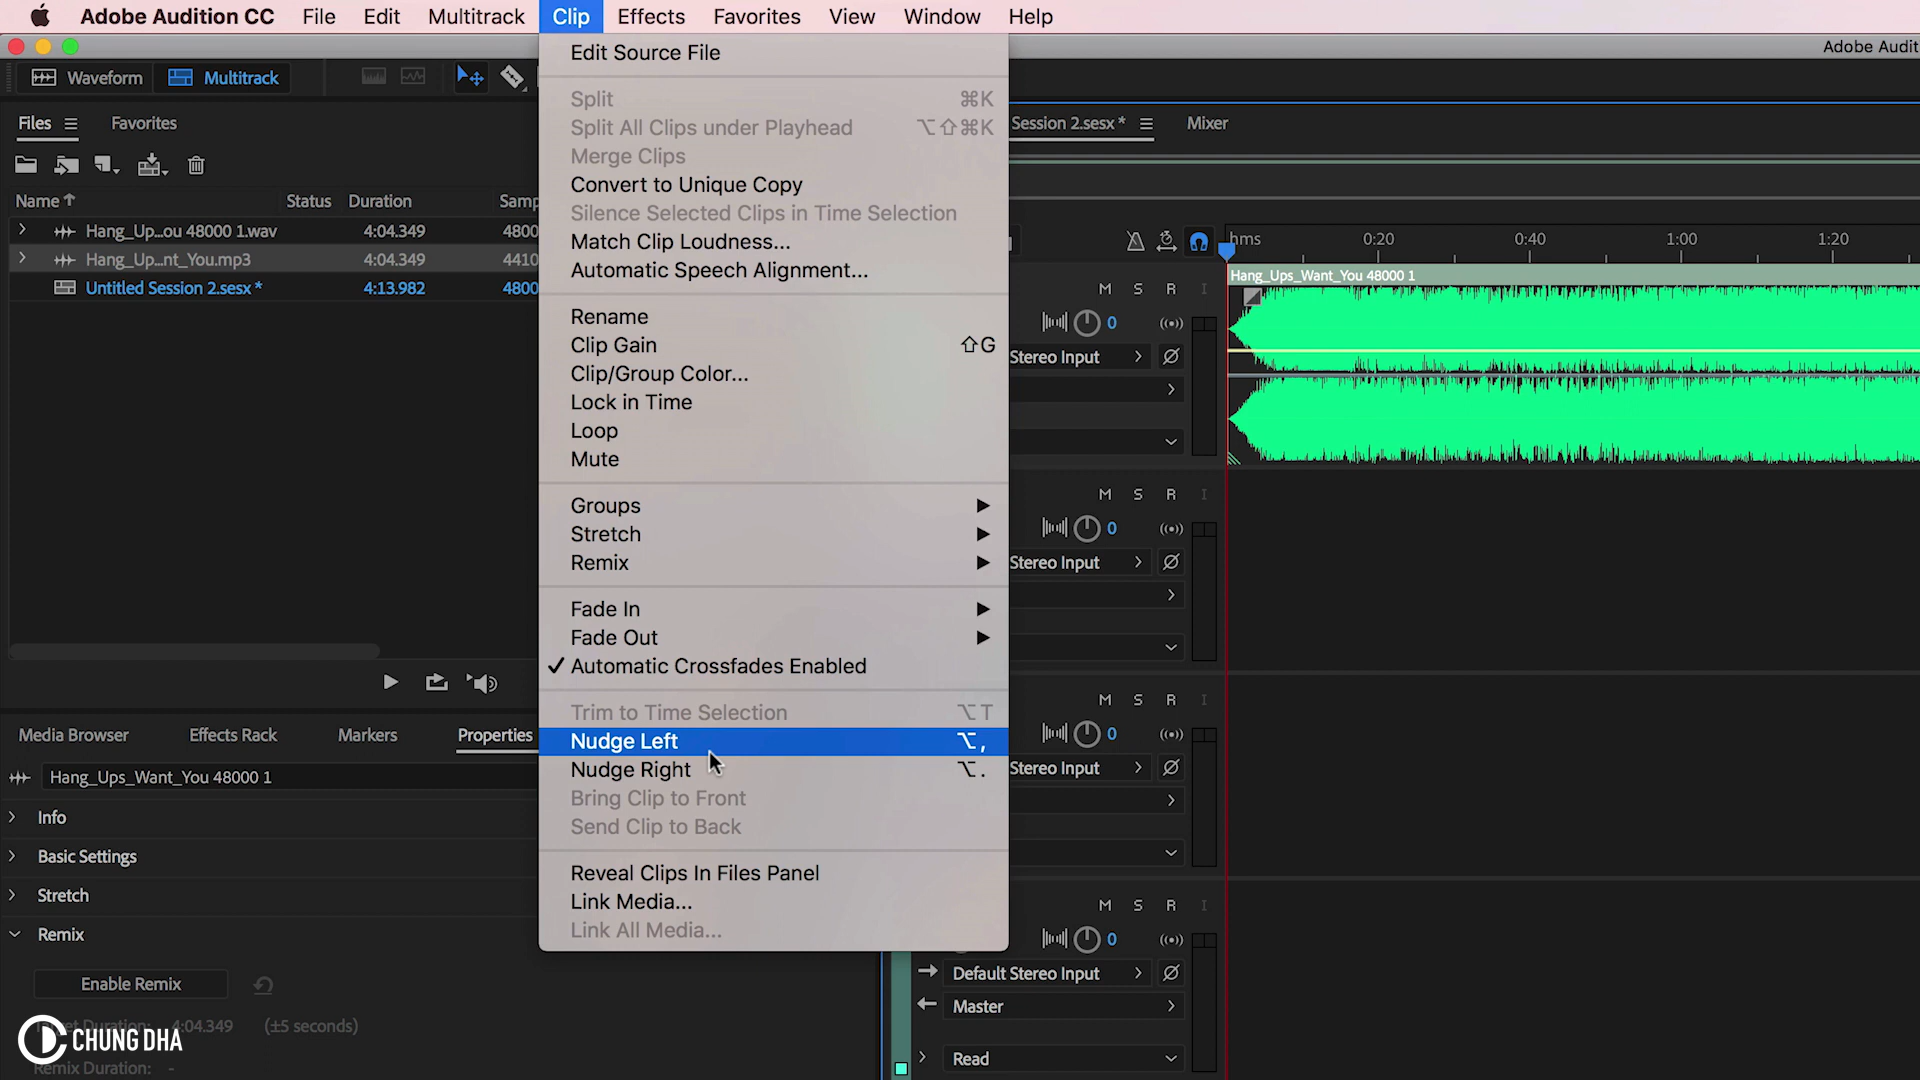 Adobe Audition CC File Edit Multitrack Clip Effects Favorites View Window Help
Adobe Audit
Waveform Multitrack
Files Favorites
Name Status Duration Samp
Hang_Up...ou 48000 1.wav 4:04.349 4800
Hang_Up...nt_You.mp3 4:04.349 4410
Untitled Session 2.sesx * 4:13.982 4800
Media Browser Effects Rack Markers Properties
Hang_Ups_Want_You 48000 1
Info
Basic Settings
Stretch
Remix
Enable Remix
Duration: 4:04.349 (±5 seconds)
CHUNG DHA
Remix Duration: -
Edit Source File
Split ⌘K
Split All Clips under Playhead ⌥⇧⌘K
Merge Clips
Convert to Unique Copy
Silence Selected Clips in Time Selection
Match Clip Loudness...
Automatic Speech Alignment...
Rename
Clip Gain ⇧G
Clip/Group Color...
Lock in Time
Loop
Mute
Groups
Stretch
Remix
Fade In
Fade Out
✓ Automatic Crossfades Enabled
Trim to Time Selection ⌥T
Nudge Left ⌥,
Nudge Right ⌥.
Bring Clip to Front
Send Clip to Back
Reveal Clips In Files Panel
Link Media...
Link All Media...
Session 2.sesx * Mixer
hms 0:20 0:40 1:00 1:20
Hang_Ups_Want_You 48000 1
M S R I
0
Stereo Input
M S R I
0
Stereo Input
M S R I
0
Stereo Input
M S R I
0
Default Stereo Input
Master
Read